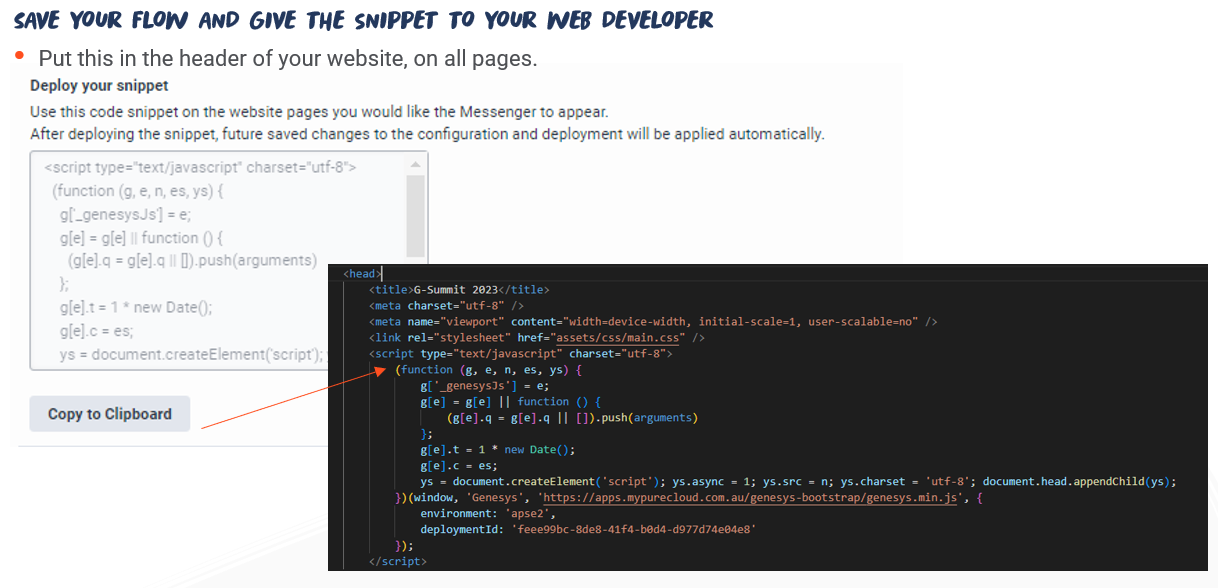 SAVE YOUR FLOW AND GIVE THE SNIPPET TO YOUR WEB DEVELOPER
• Put this in the header of your website, on all pages.
Deploy your snippet
Use this code snippet on the website pages you would like the Messenger to appear.
After deploying the snippet, future saved changes to the configuration and deployment will be applied automatically.
<script type="text/javascript" charset="utf-8">
(function (g, e, n, es, ys) {
g['_genesysJs'] = e;
g[e] = g[e] || function () {
(g[e].q = g[e].q || []).push(arguments)
};
g[e].t = 1 * new Date();
g[e].c = es;
ys = document.createElement('script');
Copy to Clipboard
<head>
<title>G-Summit 2023</title>
<meta charset="utf-8" />
<meta name="viewport" content="width=device-width, initial-scale=1, user-scalable=no" />
<link rel="stylesheet" href="assets/css/main.css" />
<script type="text/javascript" charset="utf-8">
(function (g, e, n, es, ys) {
g['_genesysJs'] = e;
g[e] = g[e] || function () {
(g[e].q = g[e].q || []).push(arguments)
};
g[e].t = 1 * new Date();
g[e].c = es;
ys = document.createElement('script'); ys.async = 1; ys.src = n; ys.charset = 'utf-8'; document.head.appendChild(ys);
})(window, 'Genesys', 'https://apps.mypurecloud.com.au/genesys-bootstrap/genesys.min.js', {
environment: 'apse2',
deploymentId: 'feee99bc-8de8-41f4-b0d4-d977d74e04e8'
});
</script>